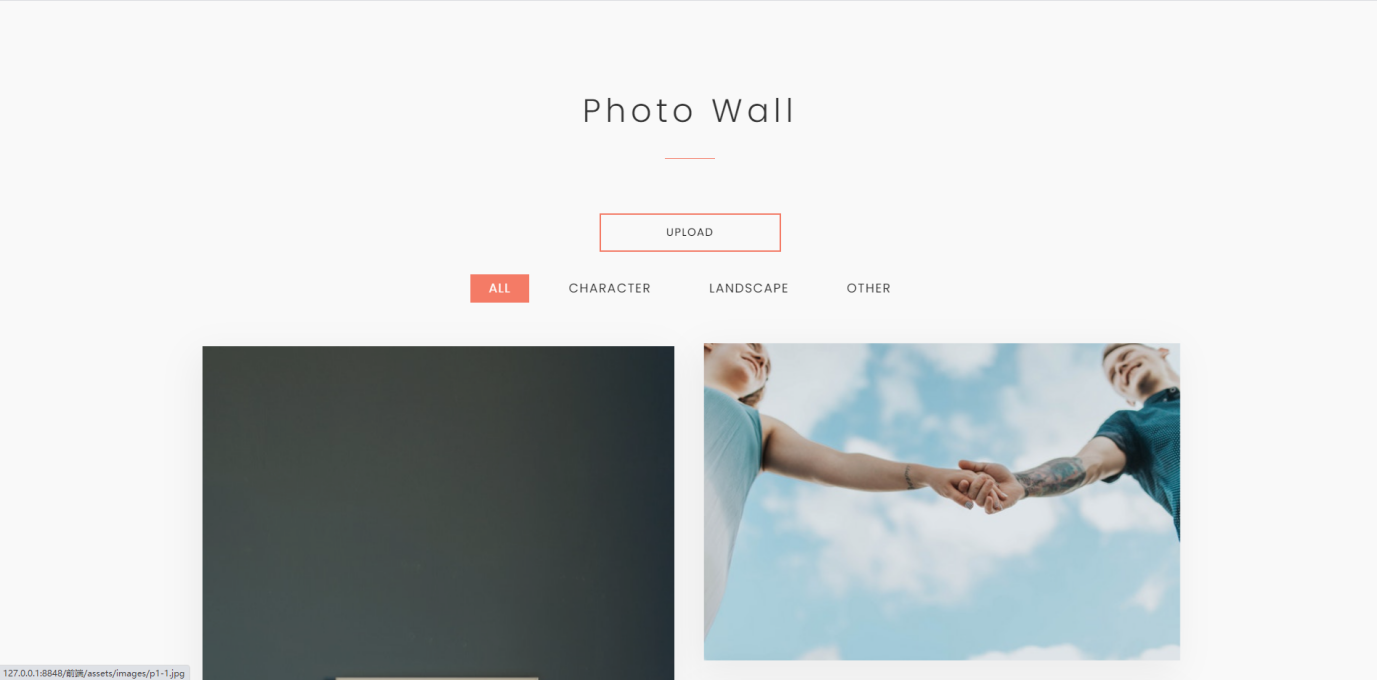 Photo Wall
UPLOAD
ALL CHARACTER LANDSCAPE OTHER
127.0.0.1:8848/前端/assets/images/p1-1.jpg